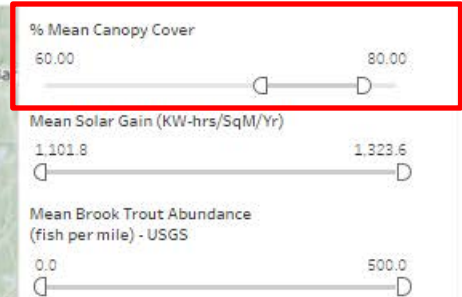 % Mean Canopy Cover
60.00 80.00
Mean Solar Gain (KW-hrs/SqM/Yr)
1,101.8 1,323.6
Mean Brook Trout Abundance
(fish per mile) - USGS
0.0 500.0